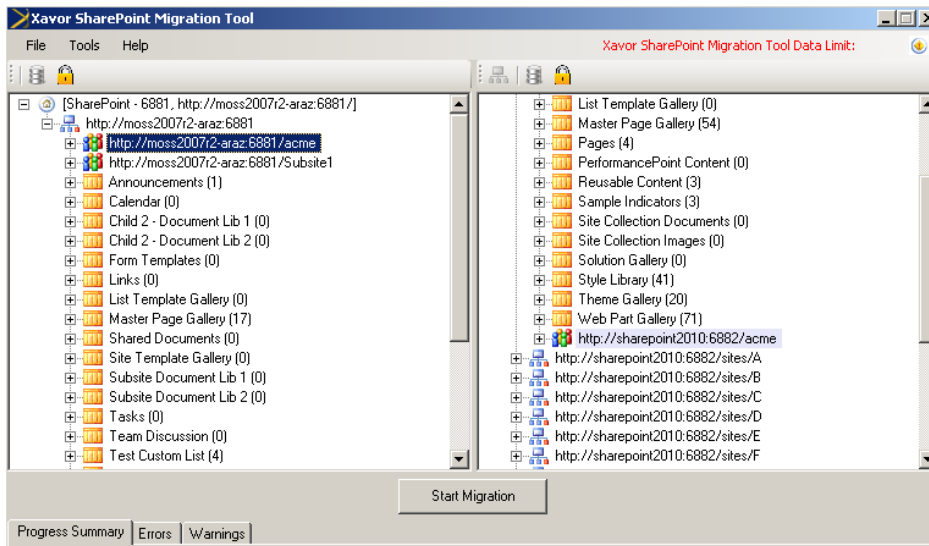 Xavor SharePoint Migration Tool
File Tools Help
Xavor SharePoint Migration Tool Data Limit:
[SharePoint - 6881, http://moss2007r2-araz:6881/]
http://moss2007r2-araz:6881
http://moss2007r2-araz:6881/acme
http://moss2007r2-araz:6881/Subsite1
Announcements (1)
Calendar (0)
Child 2 - Document Lib 1 (0)
Child 2 - Document Lib 2 (0)
Form Templates (0)
Links (0)
List Template Gallery (0)
Master Page Gallery (17)
Shared Documents (0)
Site Template Gallery (0)
Subsite Document Lib 1 (0)
Subsite Document Lib 2 (0)
Tasks (0)
Team Discussion (0)
Test Custom List (4)
List Template Gallery (0)
Master Page Gallery (54)
Pages (4)
PerformancePoint Content (0)
Reusable Content (3)
Sample Indicators (3)
Site Collection Documents (0)
Site Collection Images (0)
Solution Gallery (0)
Style Library (41)
Theme Gallery (20)
Web Part Gallery (71)
http://sharepoint2010:6882/acme
http://sharepoint2010:6882/sites/A
http://sharepoint2010:6882/sites/B
http://sharepoint2010:6882/sites/C
http://sharepoint2010:6882/sites/D
http://sharepoint2010:6882/sites/E
http://sharepoint2010:6882/sites/F
Start Migration
Progress Summary Errors Warnings